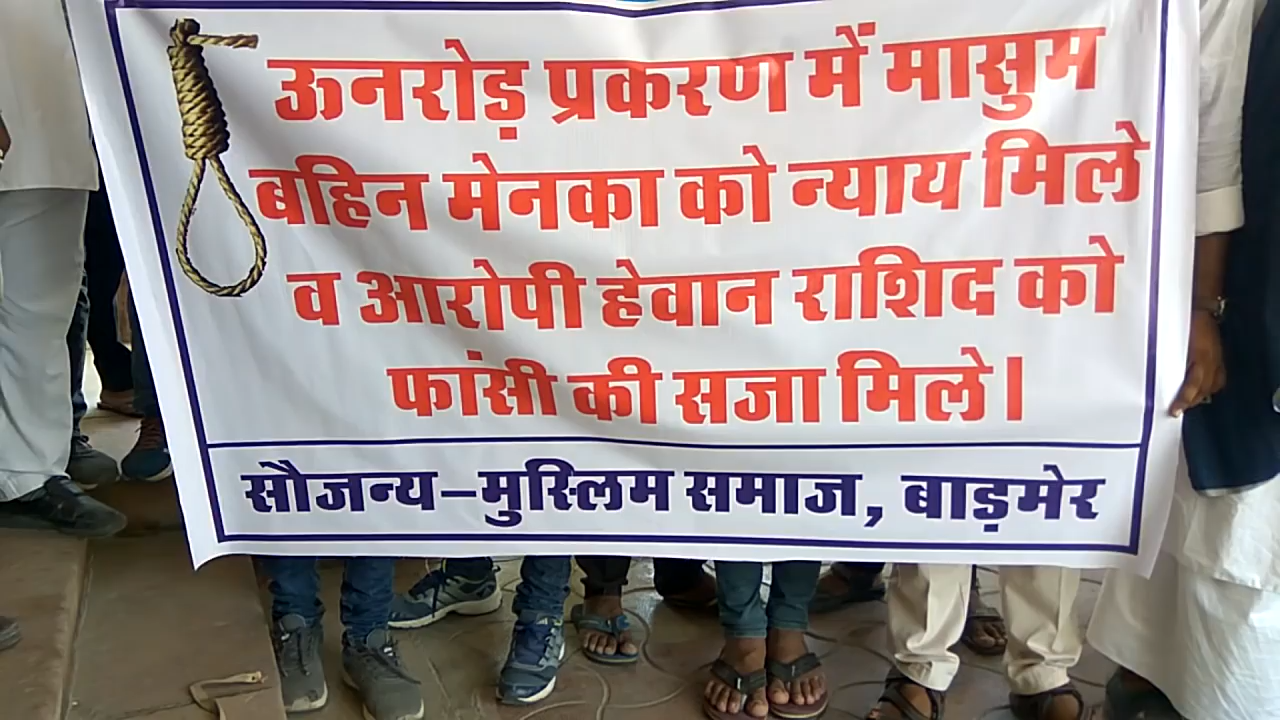 ऊनरोड़ प्रकरण में मासुम
बहिन मेनका को न्याय मिले
व आरोपी हेवान राशिद को
फांसी की सजा मिले।
सौजन्य–मुस्लिम समाज, बाड़मेर